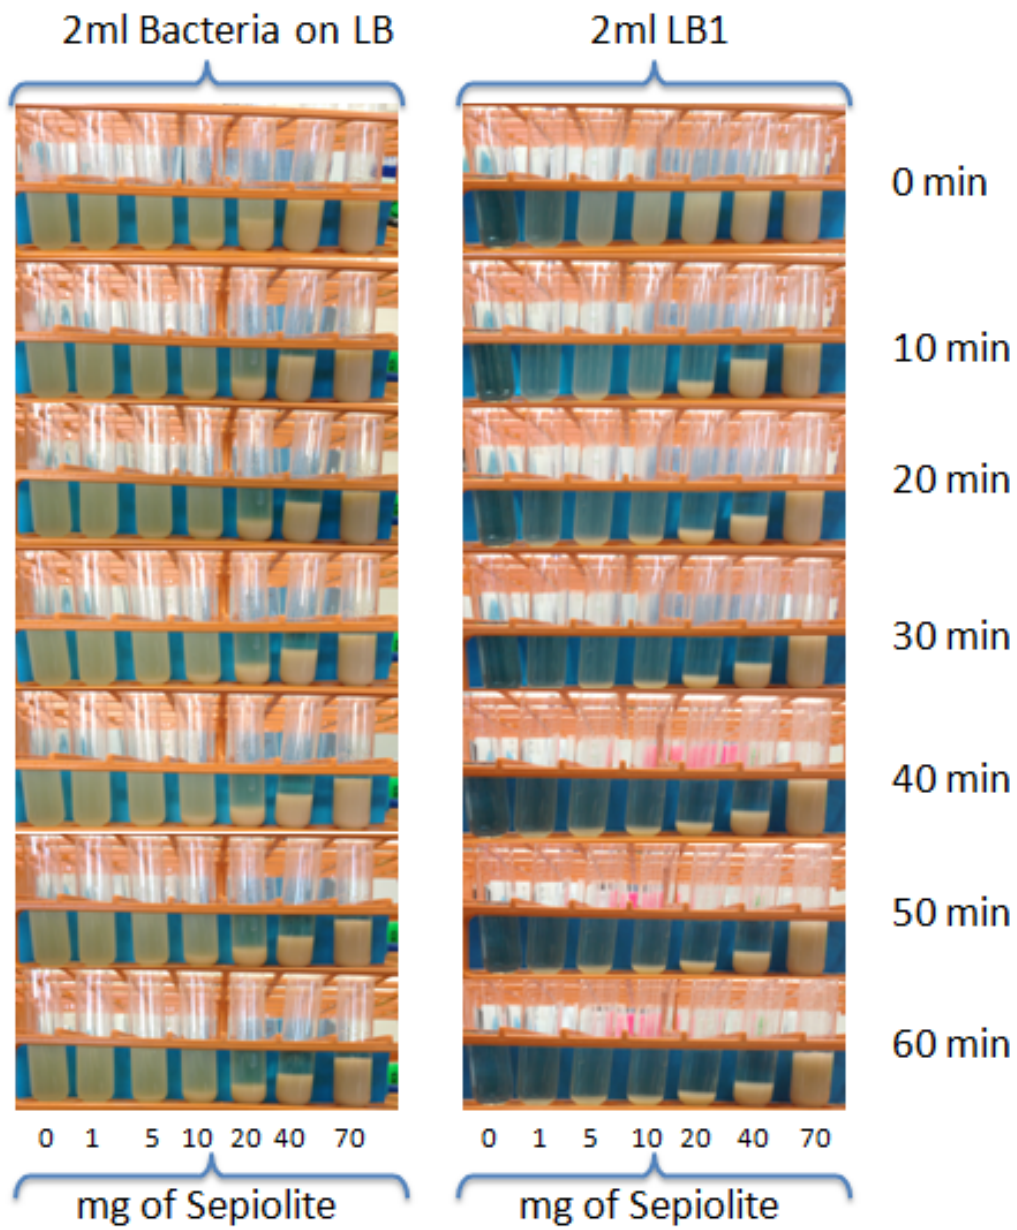 2ml Bacteria on LB
2ml LB1
0 min
10 min
20 min
30 min
40 min
50 min
60 min
0 1 5 10 20 40 70
0 1 5 10 20 40 70
mg of Sepiolite
mg of Sepiolite